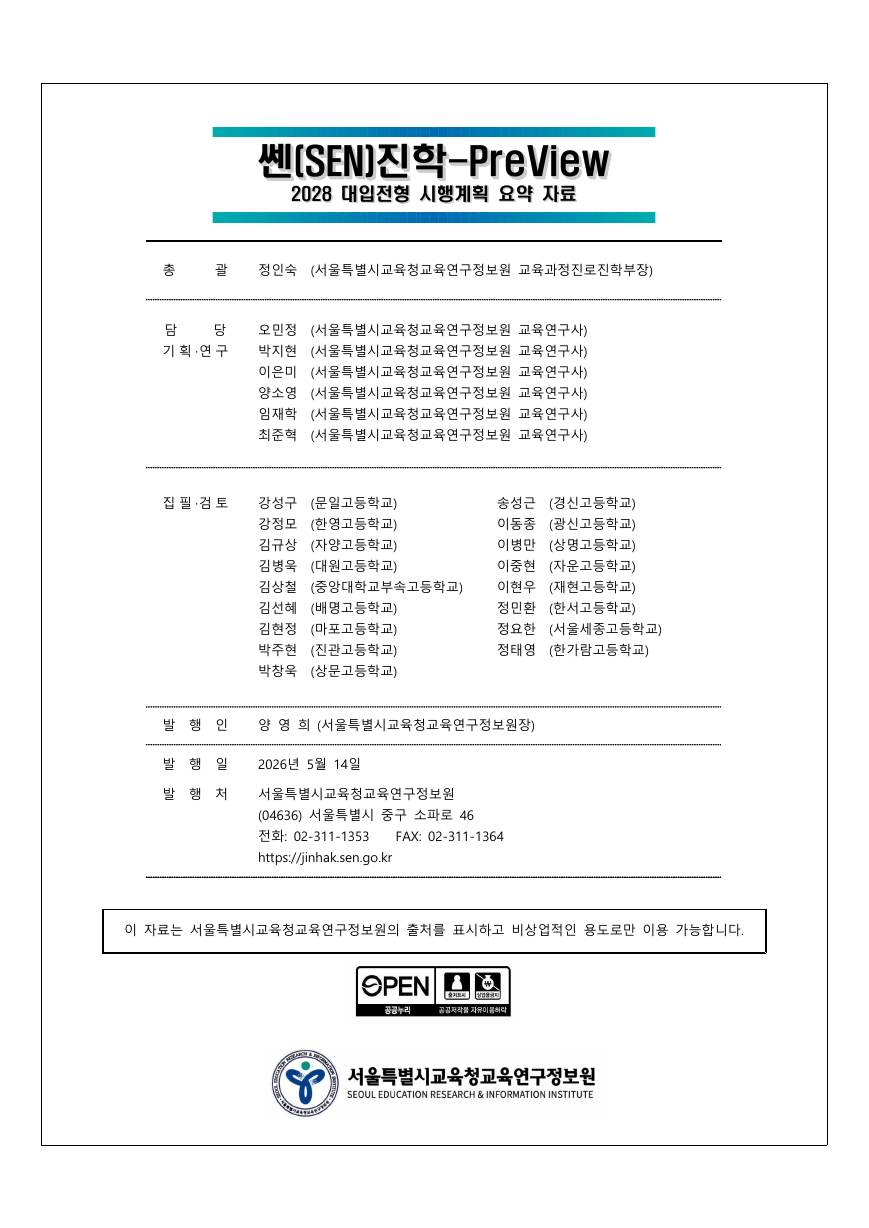 쎈(SEN)진학-PreView
2028 대입전형 시행계획 요약 자료
총 괄 정인숙 (서울특별시교육청교육연구정보원 교육과정진로진학부장)
담 당 오민정 (서울특별시교육청교육연구정보원 교육연구사)
기획·연구 박지현 (서울특별시교육청교육연구정보원 교육연구사)
이은미 (서울특별시교육청교육연구정보원 교육연구사)
양소영 (서울특별시교육청교육연구정보원 교육연구사)
임재학 (서울특별시교육청교육연구정보원 교육연구사)
최준혁 (서울특별시교육청교육연구정보원 교육연구사)
집필·검토 강성구 (문일고등학교) 송성근 (경신고등학교)
강정모 (한영고등학교) 이동종 (광신고등학교)
김규상 (자양고등학교) 이병만 (상명고등학교)
김병욱 (대원고등학교) 이중현 (자운고등학교)
김상철 (중앙대학교부속고등학교) 이현우 (재현고등학교)
김선혜 (배명고등학교) 정민환 (한서고등학교)
김현정 (마포고등학교) 정요한 (서울세종고등학교)
박주현 (진관고등학교) 정태영 (한가람고등학교)
박창욱 (상문고등학교)
발 행 인 양 영 희 (서울특별시교육청교육연구정보원장)
발 행 일 2026년 5월 14일
발 행 처 서울특별시교육청교육연구정보원
(04636) 서울특별시 중구 소파로 46
전화: 02-311-1353 FAX: 02-311-1364
https://jinhak.sen.go.kr
이 자료는 서울특별시교육청교육연구정보원의 출처를 표시하고 비상업적인 용도로만 이용 가능합니다.
OPEN
출처표시 상업용금지
공공누리 공공저작물 자유이용허락
서울특별시교육청교육연구정보원
SEOUL EDUCATION RESEARCH & INFORMATION INSTITUTE